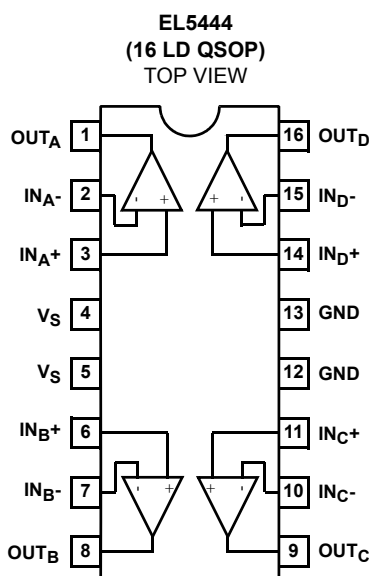 EL5444
(16 LD QSOP)
TOP VIEW
OUTA 1 16 OUTD
INA- 2 - + + - 15 IND-
INA+ 3 14 IND+
VS 4 13 GND
VS 5 12 GND
INB+ 6 11 INC+
INB- 7 - + + - 10 INC-
OUTB 8 9 OUTC